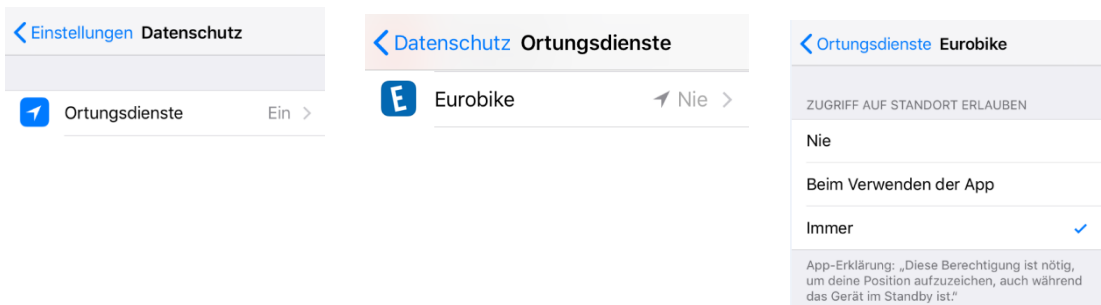 Einstellungen Datenschutz
Ortungsdienste Ein
Datenschutz Ortungsdienste
E Eurobike Nie
Ortungsdienste Eurobike
ZUGRIFF AUF STANDORT ERLAUBEN
Nie
Beim Verwenden der App
Immer
App-Erklärung: „Diese Berechtigung ist nötig,
um deine Position aufzuzeichen, auch während
das Gerät im Standby ist.“